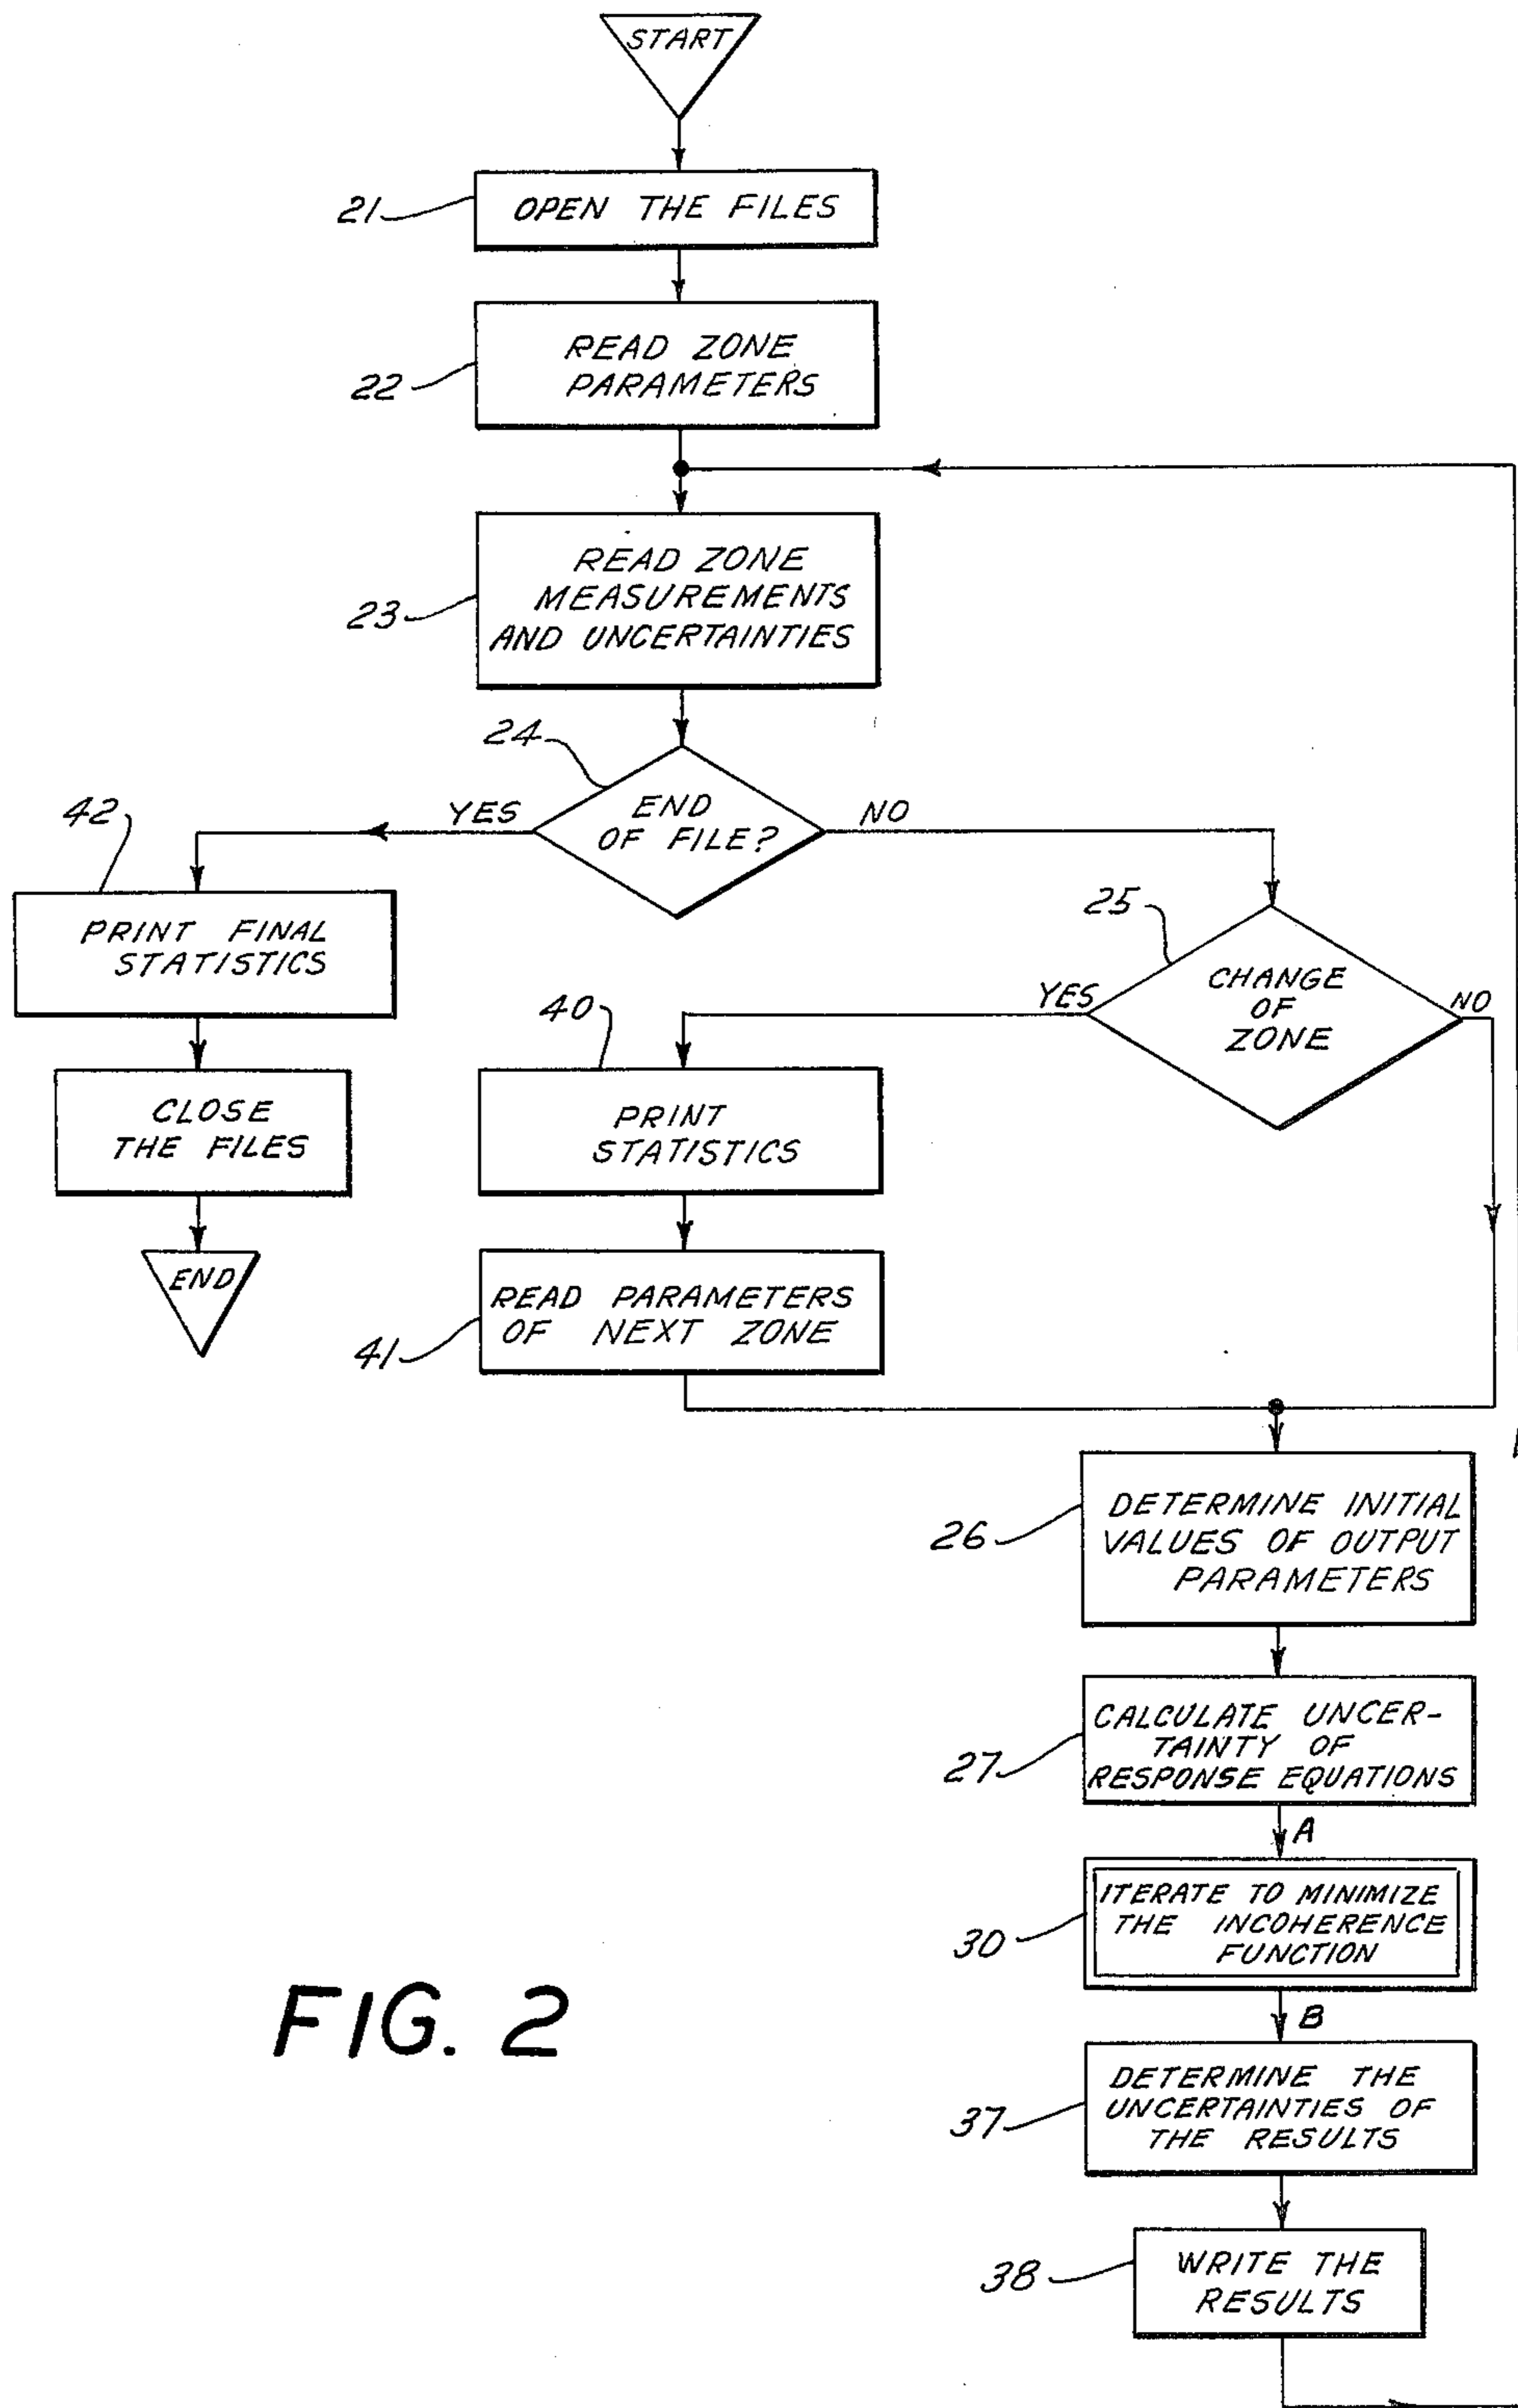 START
21
OPEN THE FILES
22
READ ZONE
PARAMETERS
23
READ ZONE
MEASUREMENTS
AND UNCERTAINTIES
24
END
OF FILE?
YES
NO
42
PRINT FINAL
STATISTICS
CLOSE
THE FILES
END
25
CHANGE
OF
ZONE
YES
NO
40
PRINT
STATISTICS
41
READ PARAMETERS
OF NEXT ZONE
26
DETERMINE INITIAL
VALUES OF OUTPUT
PARAMETERS
27
CALCULATE UNCER-
TAINTY OF
RESPONSE EQUATIONS
A
30
ITERATE TO MINIMIZE
THE INCOHERENCE
FUNCTION
B
37
DETERMINE THE
UNCERTAINTIES OF
THE RESULTS
38
WRITE THE
RESULTS
FIG. 2